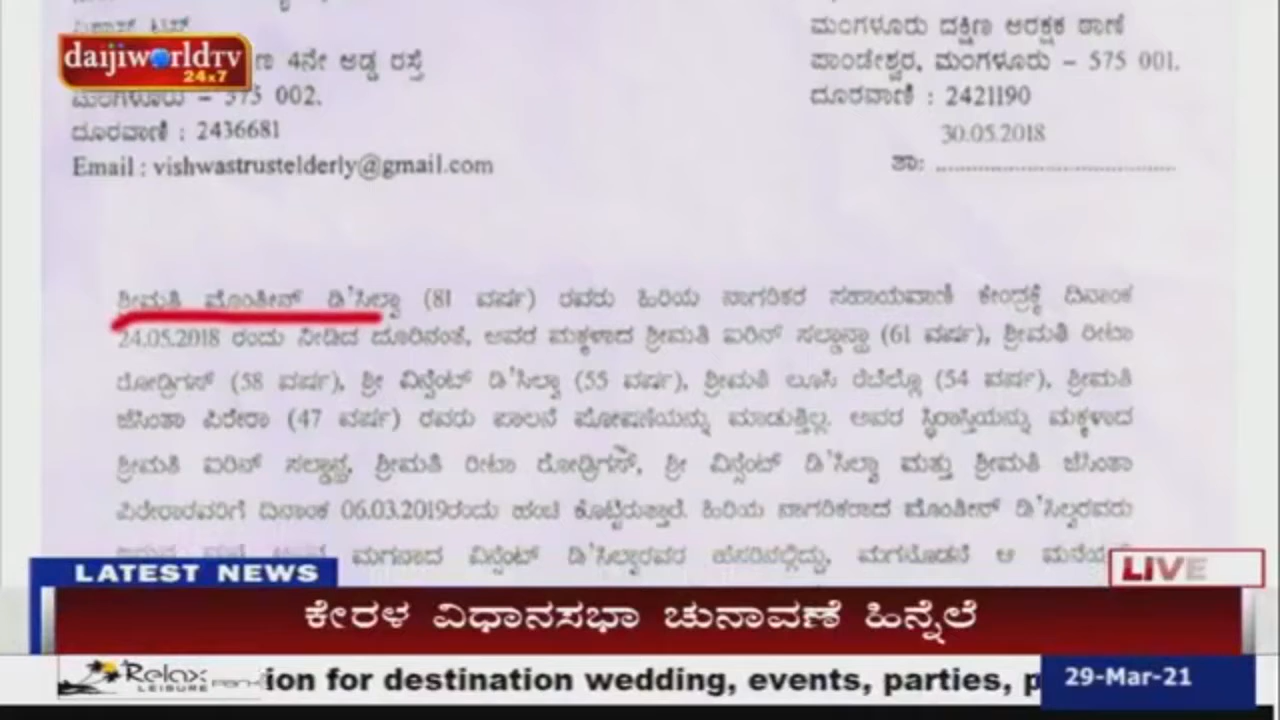 daijiworldTV
24x7
4ನೇ ಅಡ್ಡ ರಸ್ತೆ
ಮಂಗಳೂರು – 575 002.
ದೂರವಾಣಿ : 2436681
Email : vishwastrustelderly@gmail.com
ಮಂಗಳೂರು ದಕ್ಷಿಣ ಆರಕ್ಷಕ ಠಾಣೆ
ಪಾಂಡೇಶ್ವರ, ಮಂಗಳೂರು – 575 001.
ದೂರವಾಣಿ : 2421190
30.05.2018
ತಾ: ....................................
ಶ್ರೀಮತಿ ಮೊಂತೀನ್ ಡಿ'ಸಿಲ್ವಾ (81 ವರ್ಷ) ರವರು ಹಿರಿಯ ನಾಗರಿಕರ ಸಹಾಯವಾಣಿ ಕೇಂದ್ರಕ್ಕೆ ದಿನಾಂಕ
24.05.2018 ರಂದು ನೀಡಿದ ದೂರಿನಂತೆ, ಅವರ ಮಕ್ಕಳಾದ ಶ್ರೀಮತಿ ಐರಿನ್ ಸಲ್ಡಾನ್ಹಾ (61 ವರ್ಷ), ಶ್ರೀಮತಿ ರೀಟಾ
ರೋಡ್ರಿಗಸ್ (58 ವರ್ಷ), ಶ್ರೀ ವಿನ್ಸೆಂಟ್ ಡಿ'ಸಿಲ್ವಾ (55 ವರ್ಷ), ಶ್ರೀಮತಿ ಲೂಸಿ ರೆಬೆಲ್ಲೊ (54 ವರ್ಷ), ಶ್ರೀಮತಿ
ಜೆಸಿಂತಾ ಪಿರೇರಾ (47 ವರ್ಷ) ರವರು ಪಾಲನೆ ಪೋಷಣೆಯನ್ನು ಮಾಡುತ್ತಿಲ್ಲ. ಅವರ ಸ್ಥಿರಾಸ್ತಿಯನ್ನು ಮಕ್ಕಳಾದ
ಶ್ರೀಮತಿ ಐರಿನ್ ಸಲ್ಡಾನ್ಹ, ಶ್ರೀಮತಿ ರೀಟಾ ರೋಡ್ರಿಗಸ್, ಶ್ರೀ ವಿನ್ಸೆಂಟ್ ಡಿ'ಸಿಲ್ವಾ ಮತ್ತು ಶ್ರೀಮತಿ ಜೆಸಿಂತಾ
ಪಿರೇರಾರವರಿಗೆ ದಿನಾಂಕ 06.03.2019ರಂದು ಹಂಚಿ ಕೊಟ್ಟಿರುತ್ತಾರೆ. ಹಿರಿಯ ನಾಗರಿಕರಾದ ಮೊಂತೀನ್ ಡಿ'ಸಿಲ್ವರವರು
ಮಗನಾದ ವಿನ್ಸೆಂಟ್ ಡಿ'ಸಿಲ್ವಾರವರ ಹೆಸರಿನಲ್ಲಿದ್ದು, ಮಗನೊಡನೆ ಆ
LATEST NEWS
LIVE
ಕೇರಳ ವಿಧಾನಸಭಾ ಚುನಾವಣೆ ಹಿನ್ನೆಲೆ
Relax
LEISURE
ion for destination wedding, events, parties, p
29-Mar-21